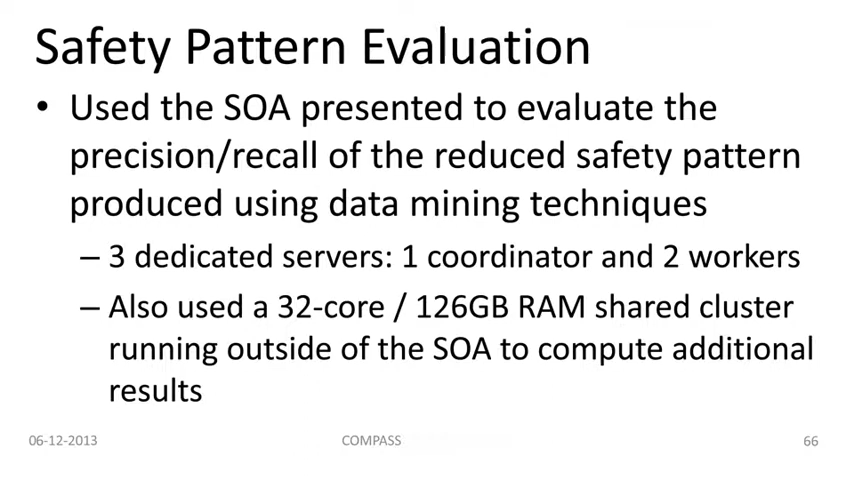 Safety Pattern Evaluation
• Used the SOA presented to evaluate the
precision/recall of the reduced safety pattern
produced using data mining techniques
– 3 dedicated servers: 1 coordinator and 2 workers
– Also used a 32-core / 126GB RAM shared cluster
running outside of the SOA to compute additional
results
06-12-2013 COMPASS 66